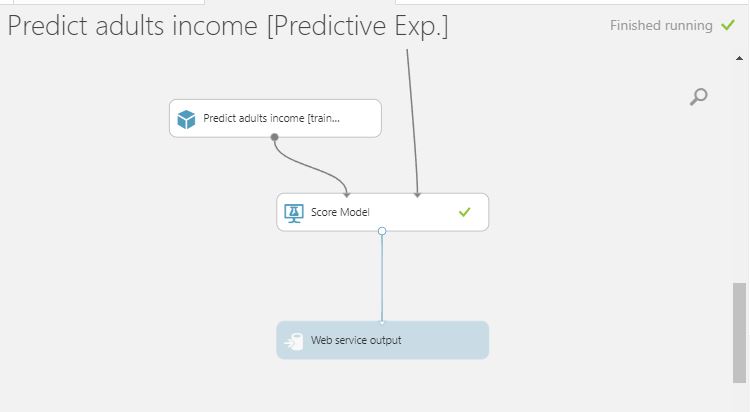 Predict adults income [Predictive Exp.]
Finished running
Predict adults income [train...
Score Model
Web service output